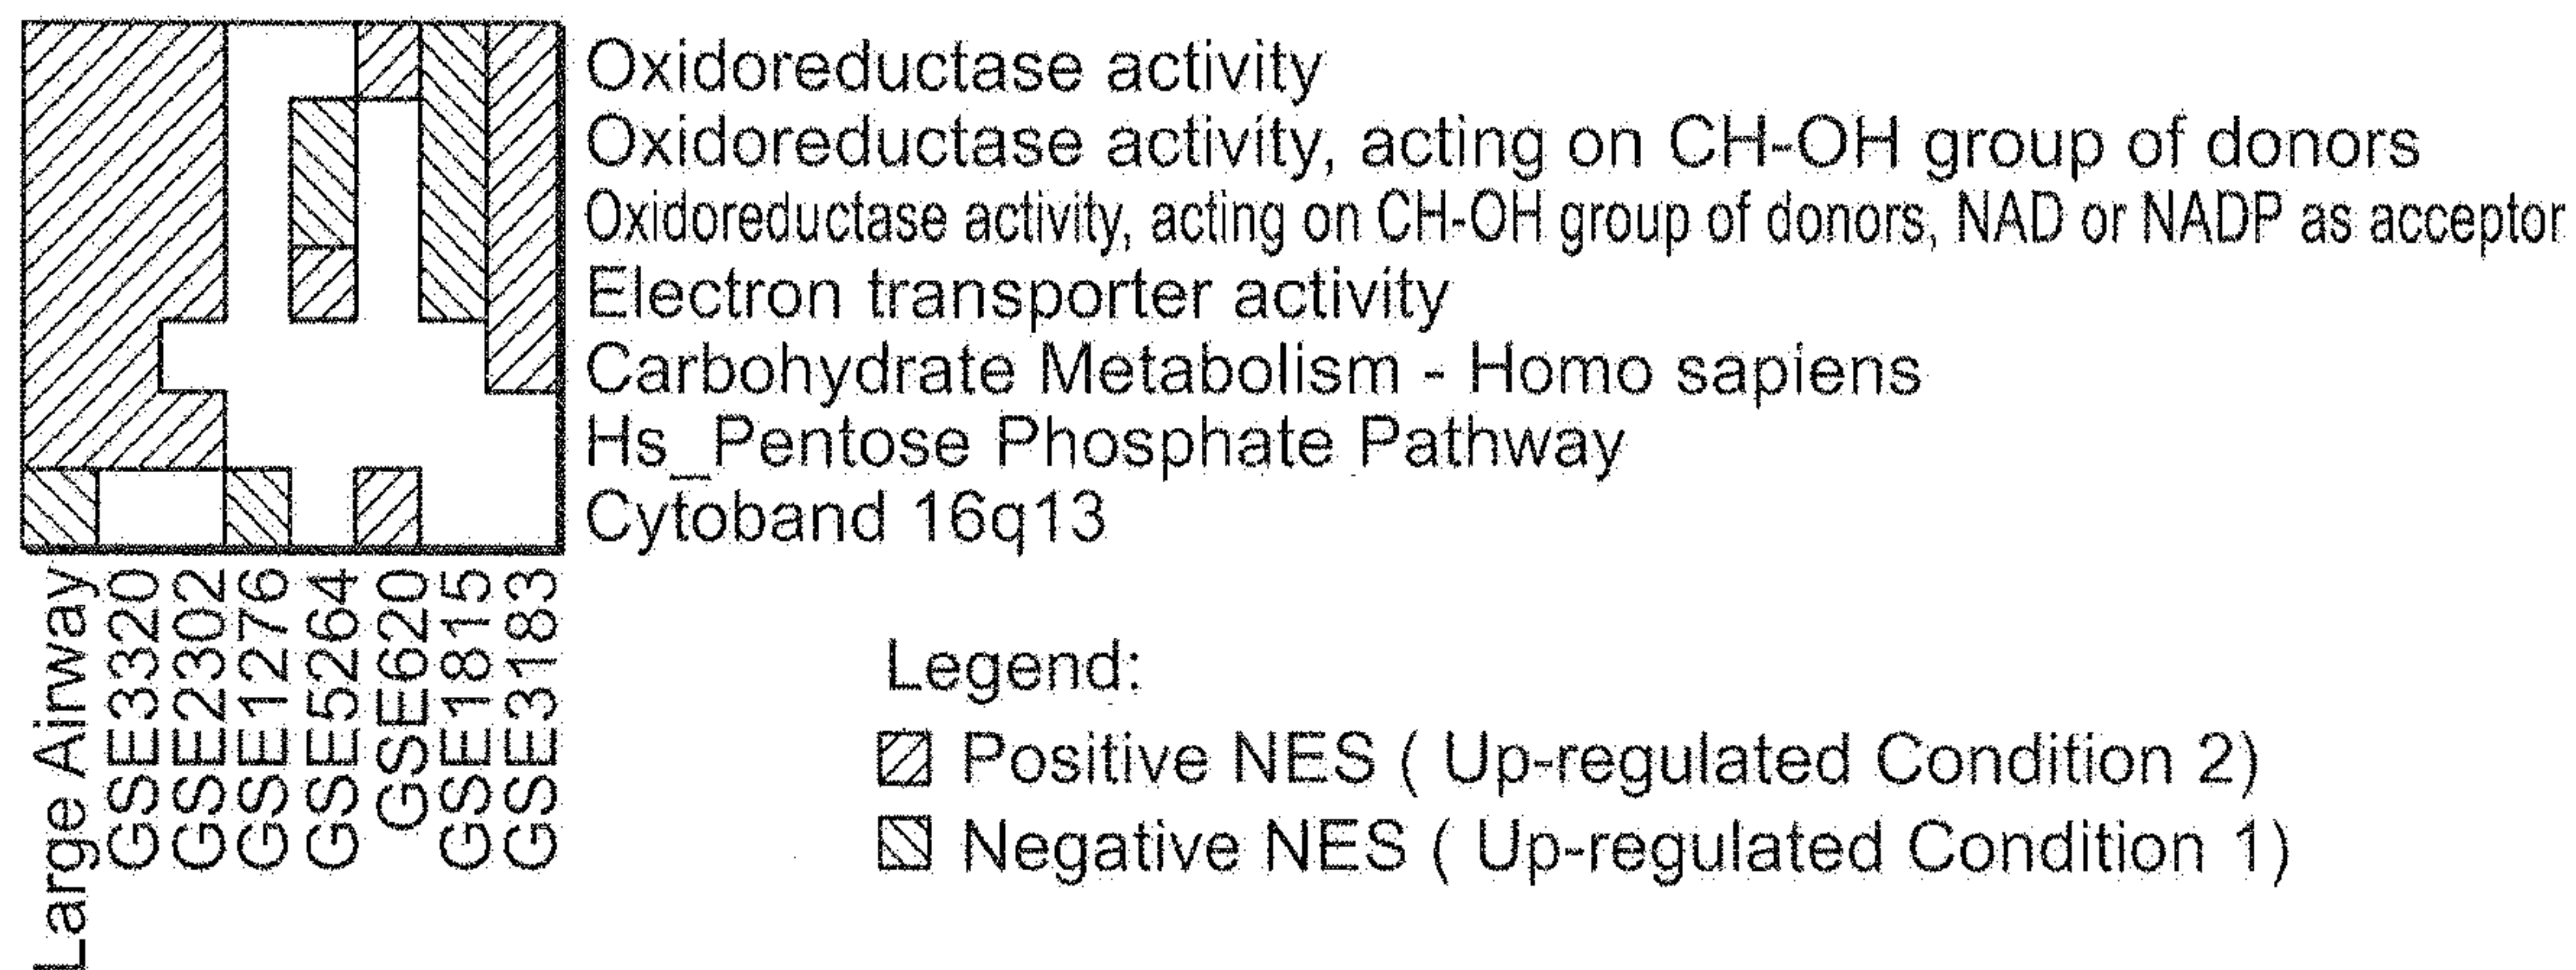 Oxidoreductase activity
Oxidoreductase activity, acting on CH-OH group of donors
Oxidoreductase activity, acting on CH-OH group of donors, NAD or NADP as acceptor
Electron transporter activity
Carbohydrate Metabolism - Homo sapiens
Hs_Pentose Phosphate Pathway
Cytoband 16q13
Large Airway
GSE3320
GSE2302
GSE1276
GSE5264
GSE620
GSE1815
GSE3183
Legend:
Positive NES ( Up-regulated Condition 2)
Negative NES ( Up-regulated Condition 1)